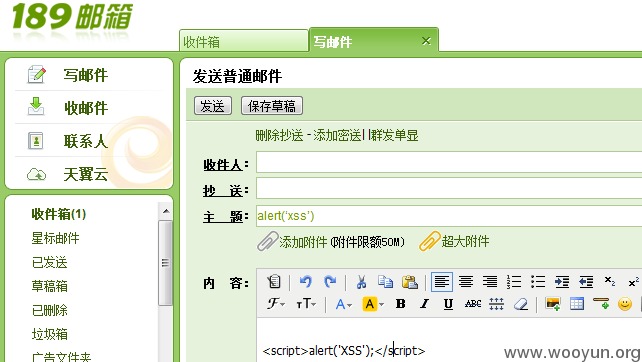 189邮箱
收件箱
写邮件 ×
写邮件
收邮件
联系人
天翼云
收件箱(1)
星标邮件
已发送
草稿箱
已删除
垃圾箱
广告文件夹
发送普通邮件
发送 保存草稿
删除抄送 - 添加密送| |群发单显
收件人：
抄 送：
主 题：alert('xss')
添加附件 (附件限额50M) 超大附件
内 容：
<script>alert('XSS');</script>
www.wooyun.org